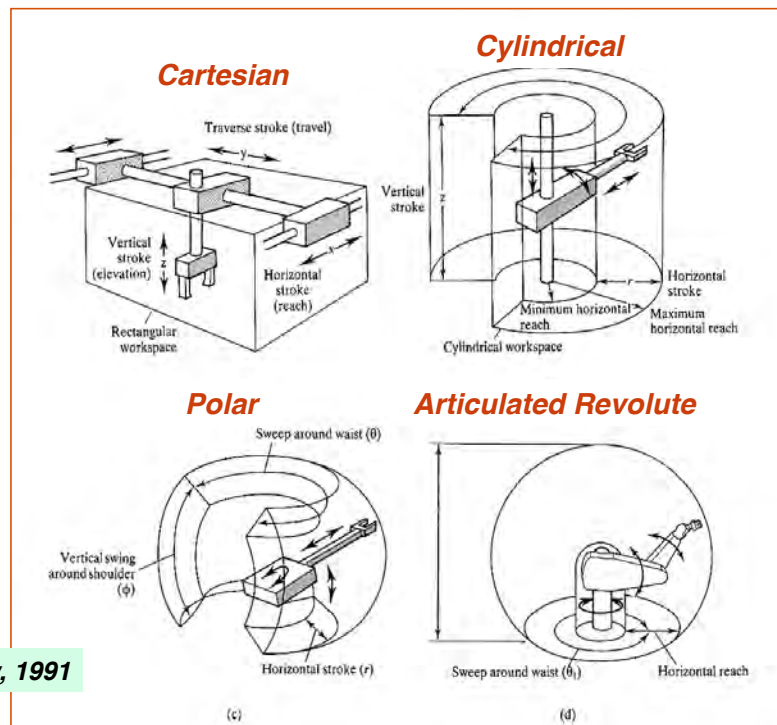 Cartesian
Traverse stroke (travel)
y
Vertical
stroke
(elevation)
z
x
Horizontal
stroke
(reach)
Rectangular
workspace
Cylindrical
Vertical
stroke
z
r
Horizontal
stroke
Minimum horizontal
reach
Maximum
horizontal reach
Cylindrical workspace
Polar
Sweep around waist (θ)
Vertical swing
around shoulder
(ϕ)
Horizontal stroke (r)
(c)
Articulated Revolute
Sweep around waist (θ₁)
Horizontal reach
(d)
, 1991